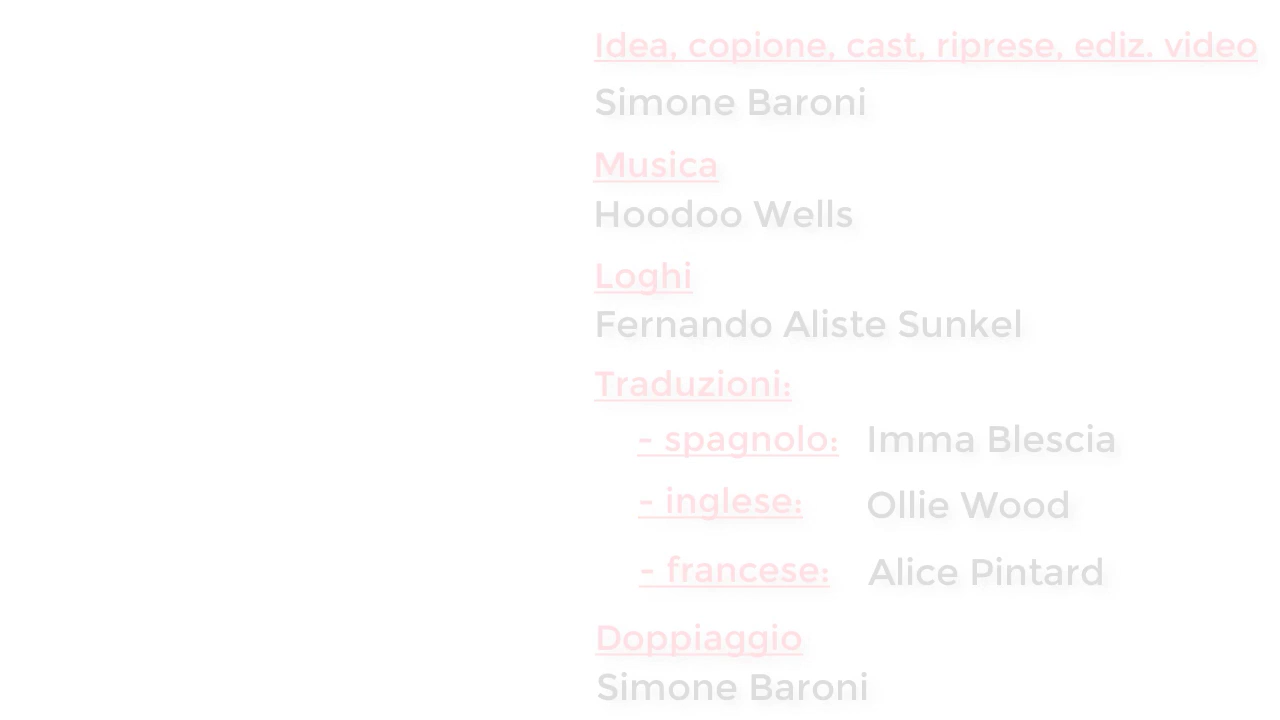 Idea, copione, cast, riprese, ediz. video
Simone Baroni
Musica
Hoodoo Wells
Loghi
Fernando Aliste Sunkel
Traduzioni:
- spagnolo: Imma Blescia
- inglese: Ollie Wood
- francese: Alice Pintard
Doppiaggio
Simone Baroni